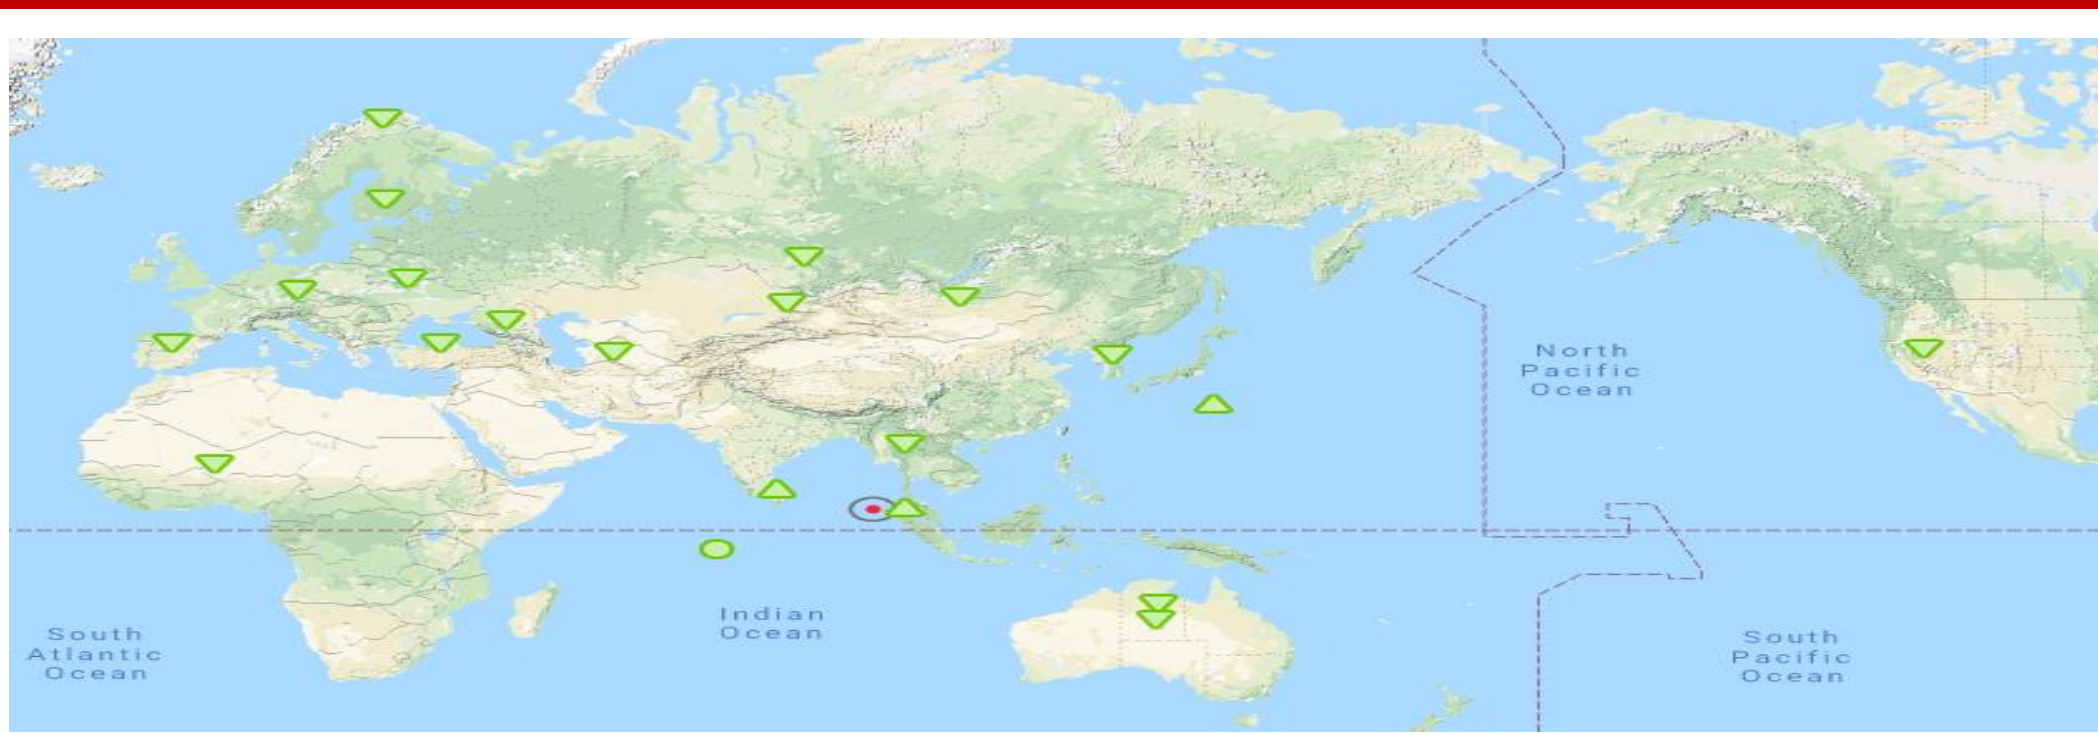 North
Pacific
Ocean
Indian
Ocean
South
Atlantic
Ocean
South
Pacific
Ocean